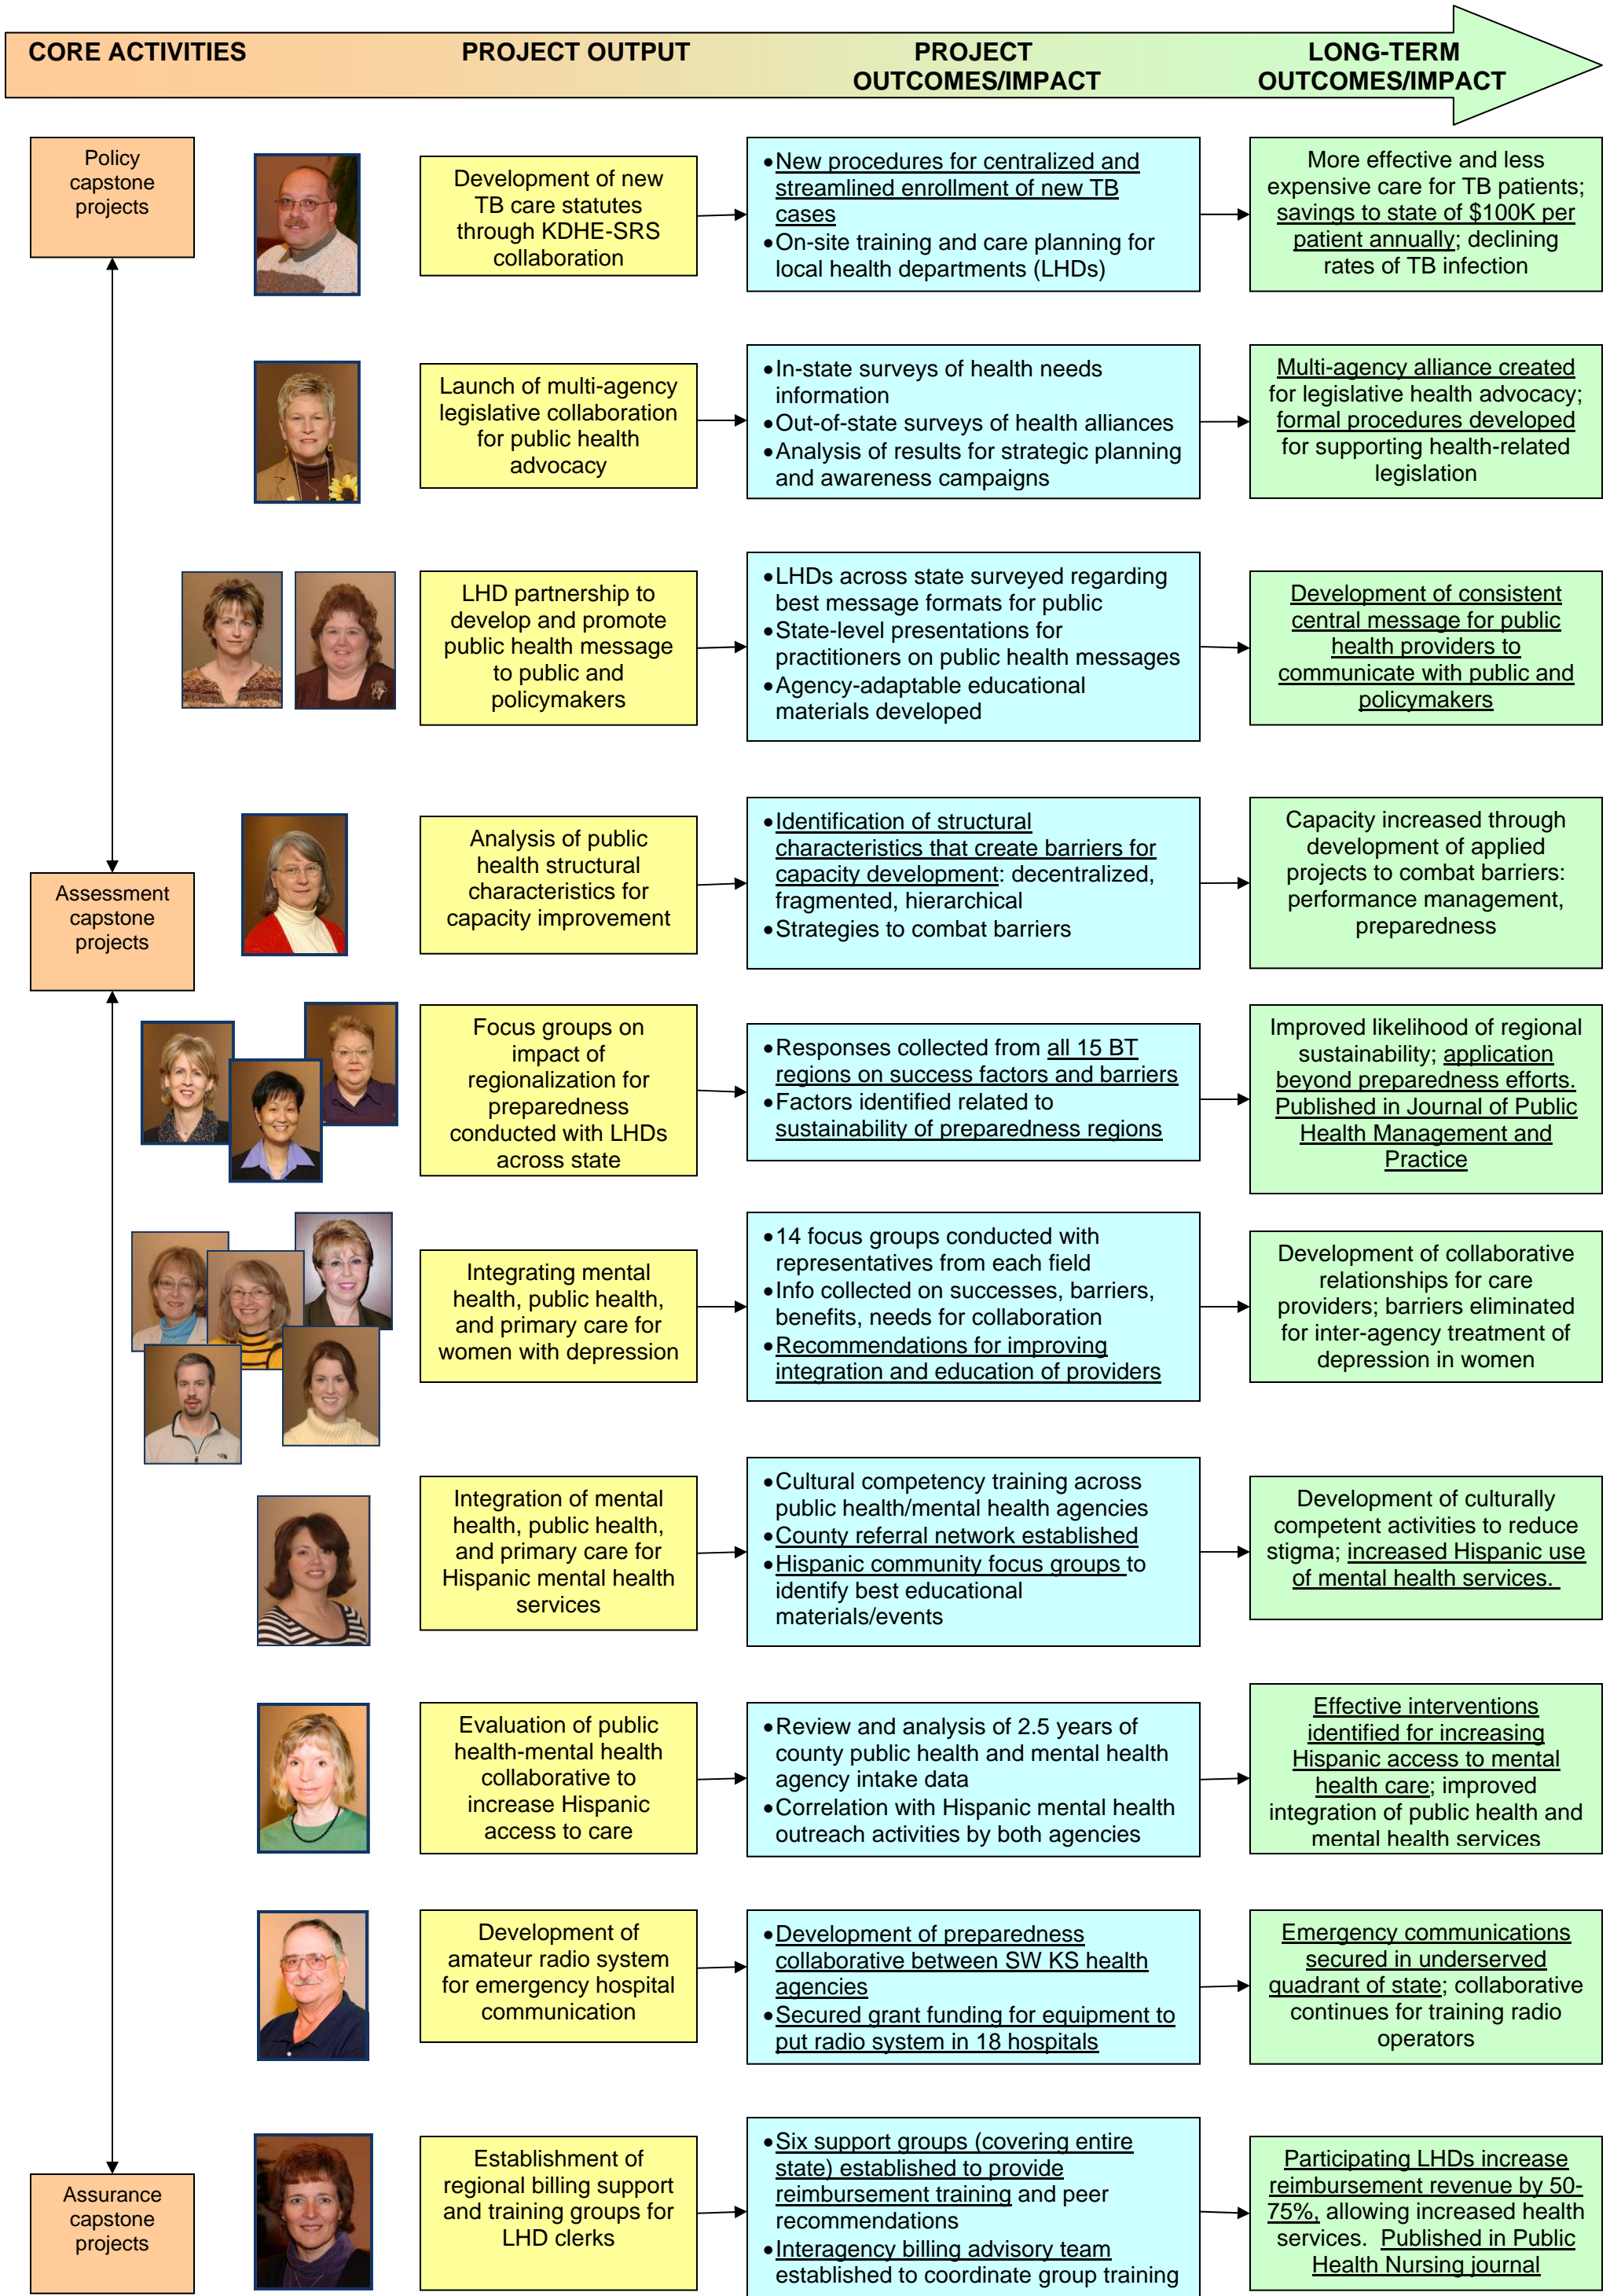 CORE ACTIVITIES
PROJECT OUTPUT
PROJECT
OUTCOMES/IMPACT
LONG-TERM
OUTCOMES/IMPACT
Policy
capstone
projects
Development of new
TB care statutes
through KDHE-SRS
collaboration
•New procedures for centralized and
streamlined enrollment of new TB
cases
•On-site training and care planning for
local health departments (LHDs)
More effective and less
expensive care for TB patients;
savings to state of $100K per
patient annually; declining
rates of TB infection
Launch of multi-agency
legislative collaboration
for public health
advocacy
•In-state surveys of health needs
information
•Out-of-state surveys of health alliances
•Analysis of results for strategic planning
and awareness campaigns
Multi-agency alliance created
for legislative health advocacy;
formal procedures developed
for supporting health-related
legislation
LHD partnership to
develop and promote
public health message
to public and
policymakers
•LHDs across state surveyed regarding
best message formats for public
•State-level presentations for
practitioners on public health messages
•Agency-adaptable educational
materials developed
Development of consistent
central message for public
health providers to
communicate with public and
policymakers
Assessment
capstone
projects
Analysis of public
health structural
characteristics for
capacity improvement
•Identification of structural
characteristics that create barriers for
capacity development: decentralized,
fragmented, hierarchical
•Strategies to combat barriers
Capacity increased through
development of applied
projects to combat barriers:
performance management,
preparedness
Focus groups on
impact of
regionalization for
preparedness
conducted with LHDs
across state
•Responses collected from all 15 BT
regions on success factors and barriers
•Factors identified related to
sustainability of preparedness regions
Improved likelihood of regional
sustainability; application
beyond preparedness efforts.
Published in Journal of Public
Health Management and
Practice
Integrating mental
health, public health,
and primary care for
women with depression
•14 focus groups conducted with
representatives from each field
•Info collected on successes, barriers,
benefits, needs for collaboration
•Recommendations for improving
integration and education of providers
Development of collaborative
relationships for care
providers; barriers eliminated
for inter-agency treatment of
depression in women
Integration of mental
health, public health,
and primary care for
Hispanic mental health
services
•Cultural competency training across
public health/mental health agencies
•County referral network established
•Hispanic community focus groups to
identify best educational
materials/events
Development of culturally
competent activities to reduce
stigma; increased Hispanic use
of mental health services.
Evaluation of public
health-mental health
collaborative to
increase Hispanic
access to care
•Review and analysis of 2.5 years of
county public health and mental health
agency intake data
•Correlation with Hispanic mental health
outreach activities by both agencies
Effective interventions
identified for increasing
Hispanic access to mental
health care; improved
integration of public health and
mental health services
Development of
amateur radio system
for emergency hospital
communication
•Development of preparedness
collaborative between SW KS health
agencies
•Secured grant funding for equipment to
put radio system in 18 hospitals
Emergency communications
secured in underserved
quadrant of state; collaborative
continues for training radio
operators
Assurance
capstone
projects
Establishment of
regional billing support
and training groups for
LHD clerks
•Six support groups (covering entire
state) established to provide
reimbursement training and peer
recommendations
•Interagency billing advisory team
established to coordinate group training
Participating LHDs increase
reimbursement revenue by 50-
75%, allowing increased health
services. Published in Public
Health Nursing journal